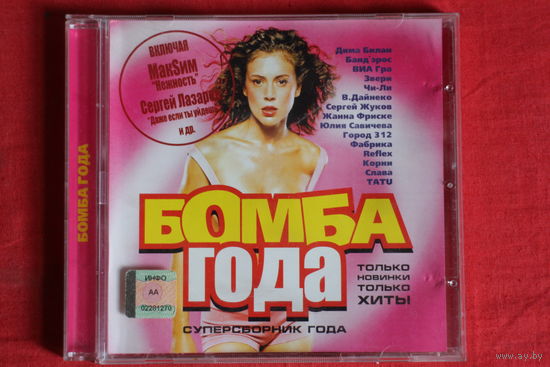 БОМБА ГОДА
ВКЛЮЧАЯ
МакSим
"Нежность"
Сергей Лазарев
"Даже если ты уйдешь"
и др.
Дима Билан
Банд'эрос
ВИА Гра
Звери
Чи-Ли
В.Дайнеко
Сергей Жуков
Жанна Фриске
Юлия Савичева
Город 312
Фабрика
Reflex
Корни
Слава
TATU
БОМБА
ГОДА
ТОЛЬКО
НОВИНКИ
ТОЛЬКО
ХИТЫ
ИНФО
АА
02281270
СУПЕРСБОРНИК ГОДА
www.ay.by